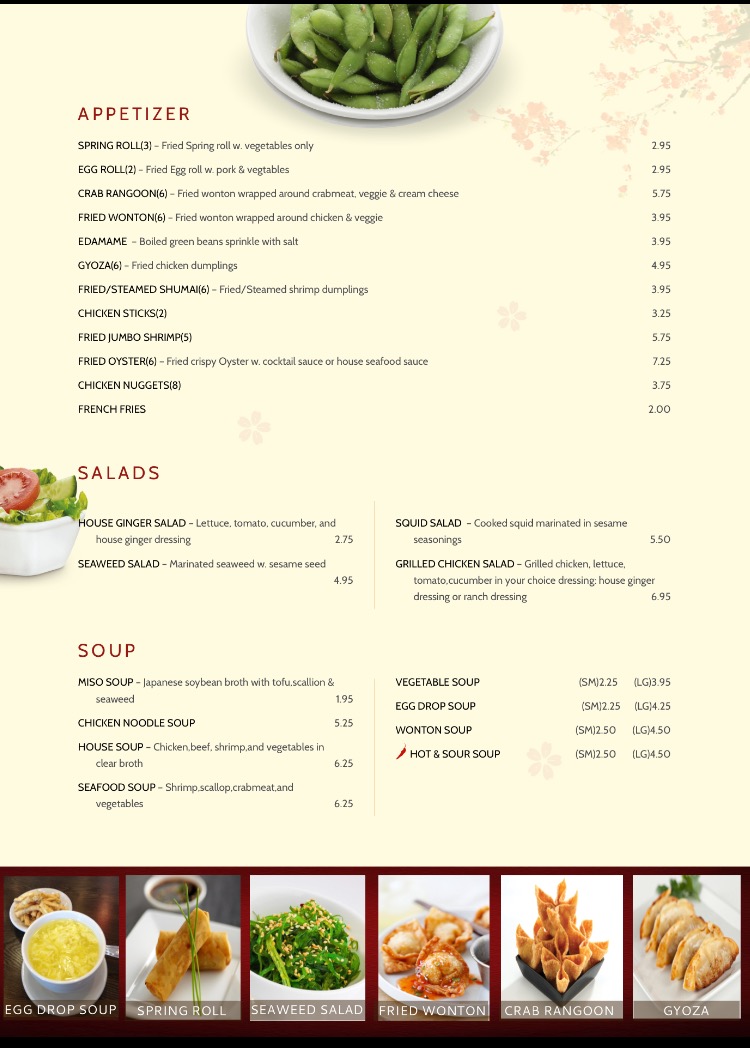 APPETIZER
SPRING ROLL(3) – Fried Spring roll w. vegetables only 2.95
EGG ROLL(2) – Fried Egg roll w. pork & vegtables 2.95
CRAB RANGOON(6) – Fried wonton wrapped around crabmeat, veggie & cream cheese 5.75
FRIED WONTON(6) – Fried wonton wrapped around chicken & veggie 3.95
EDAMAME – Boiled green beans sprinkle with salt 3.95
GYOZA(6) – Fried chicken dumplings 4.95
FRIED/STEAMED SHUMAI(6) – Fried/Steamed shrimp dumplings 3.95
CHICKEN STICKS(2) 3.25
FRIED JUMBO SHRIMP(5) 5.75
FRIED OYSTER(6) – Fried crispy Oyster w. cocktail sauce or house seafood sauce 7.25
CHICKEN NUGGETS(8) 3.75
FRENCH FRIES 2.00
SALADS
HOUSE GINGER SALAD – Lettuce, tomato, cucumber, and
house ginger dressing 2.75
SEAWEED SALAD – Marinated seaweed w. sesame seed
4.95
SQUID SALAD – Cooked squid marinated in sesame
seasonings 5.50
GRILLED CHICKEN SALAD – Grilled chicken, lettuce,
tomato,cucumber in your choice dressing: house ginger
dressing or ranch dressing 6.95
SOUP
MISO SOUP – Japanese soybean broth with tofu,scallion &
seaweed 1.95
CHICKEN NOODLE SOUP 5.25
HOUSE SOUP – Chicken,beef, shrimp,and vegetables in
clear broth 6.25
SEAFOOD SOUP – Shrimp,scallop,crabmeat,and
vegetables 6.25
VEGETABLE SOUP (SM)2.25 (LG)3.95
EGG DROP SOUP (SM)2.25 (LG)4.25
WONTON SOUP (SM)2.50 (LG)4.50
HOT & SOUR SOUP (SM)2.50 (LG)4.50
EGG DROP SOUP
SPRING ROLL
SEAWEED SALAD
FRIED WONTON
CRAB RANGOON
GYOZA